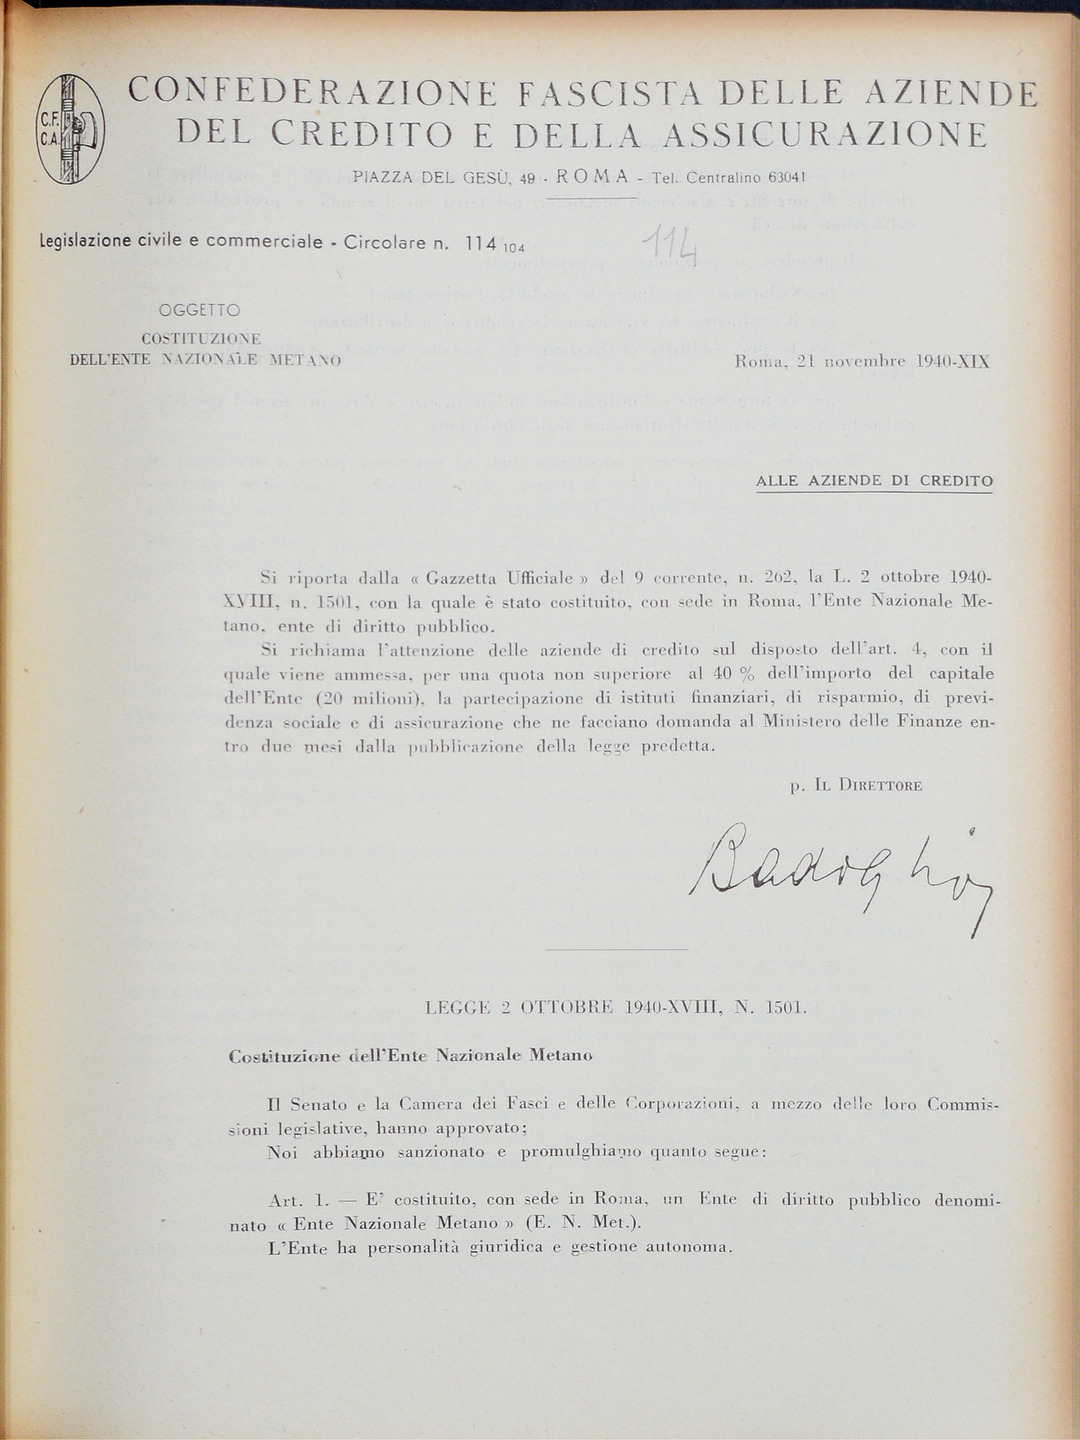 C.F.
C.A.
CONFEDERAZIONE FASCISTA DELLE AZIENDE
DEL CREDITO E DELLA ASSICURAZIONE
PIAZZA DEL GESÙ, 49 - ROMA - Tel. Centralino 63041
Legislazione civile e commerciale - Circolare n. 114 104
114
OGGETTO
COSTITUZIONE
DELL'ENTE NAZIONALE METANO
Roma, 21 novembre 1940-XIX
ALLE AZIENDE DI CREDITO
Si riporta dalla « Gazzetta Ufficiale » del 9 corrente, n. 262, la L. 2 ottobre 1940-
XVIII, n. 1501, con la quale è stato costituito, con sede in Roma, l'Ente Nazionale Me-
tano, ente di diritto pubblico.
Si richiama l'attenzione delle aziende di credito sul disposto dell'art. 4, con il
quale viene ammessa, per una quota non superiore al 40 % dell'importo del capitale
dell'Ente (20 milioni), la partecipazione di istituti finanziari, di risparmio, di previ-
denza sociale e di assicurazione che ne facciano domanda al Ministero delle Finanze en-
tro due mesi dalla pubblicazione della legge predetta.
p. IL DIRETTORE
LEGGE 2 OTTOBRE 1940-XVIII, N. 1501.
Costituzione dell'Ente Nazionale Metano
Il Senato e la Camera dei Fasci e delle Corporazioni, a mezzo delle loro Commis-
sioni legislative, hanno approvato;
Noi abbiamo sanzionato e promulghiamo quanto segue:
Art. 1. — E' costituito, con sede in Roma, un Ente di diritto pubblico denomi-
nato « Ente Nazionale Metano » (E. N. Met.).
L'Ente ha personalità giuridica e gestione autonoma.